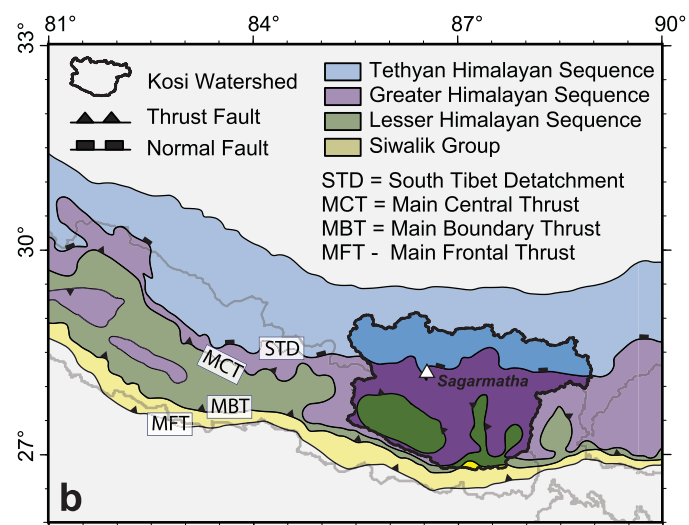 81° 84° 87° 90°
33°
Kosi Watershed
Thrust Fault
Normal Fault
Tethyan Himalayan Sequence
Greater Himalayan Sequence
Lesser Himalayan Sequence
Siwalik Group
STD = South Tibet Detatchment
MCT = Main Central Thrust
MBT = Main Boundary Thrust
MFT - Main Frontal Thrust
30°
STD
MCT
Sagarmatha
MBT
MFT
27°
b